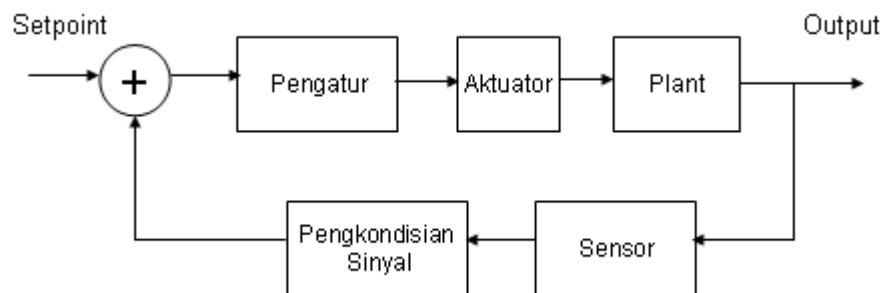 Setpoint
Output
+
Pengatur
Aktuator
Plant
Pengkondisian
Sinyal
Sensor